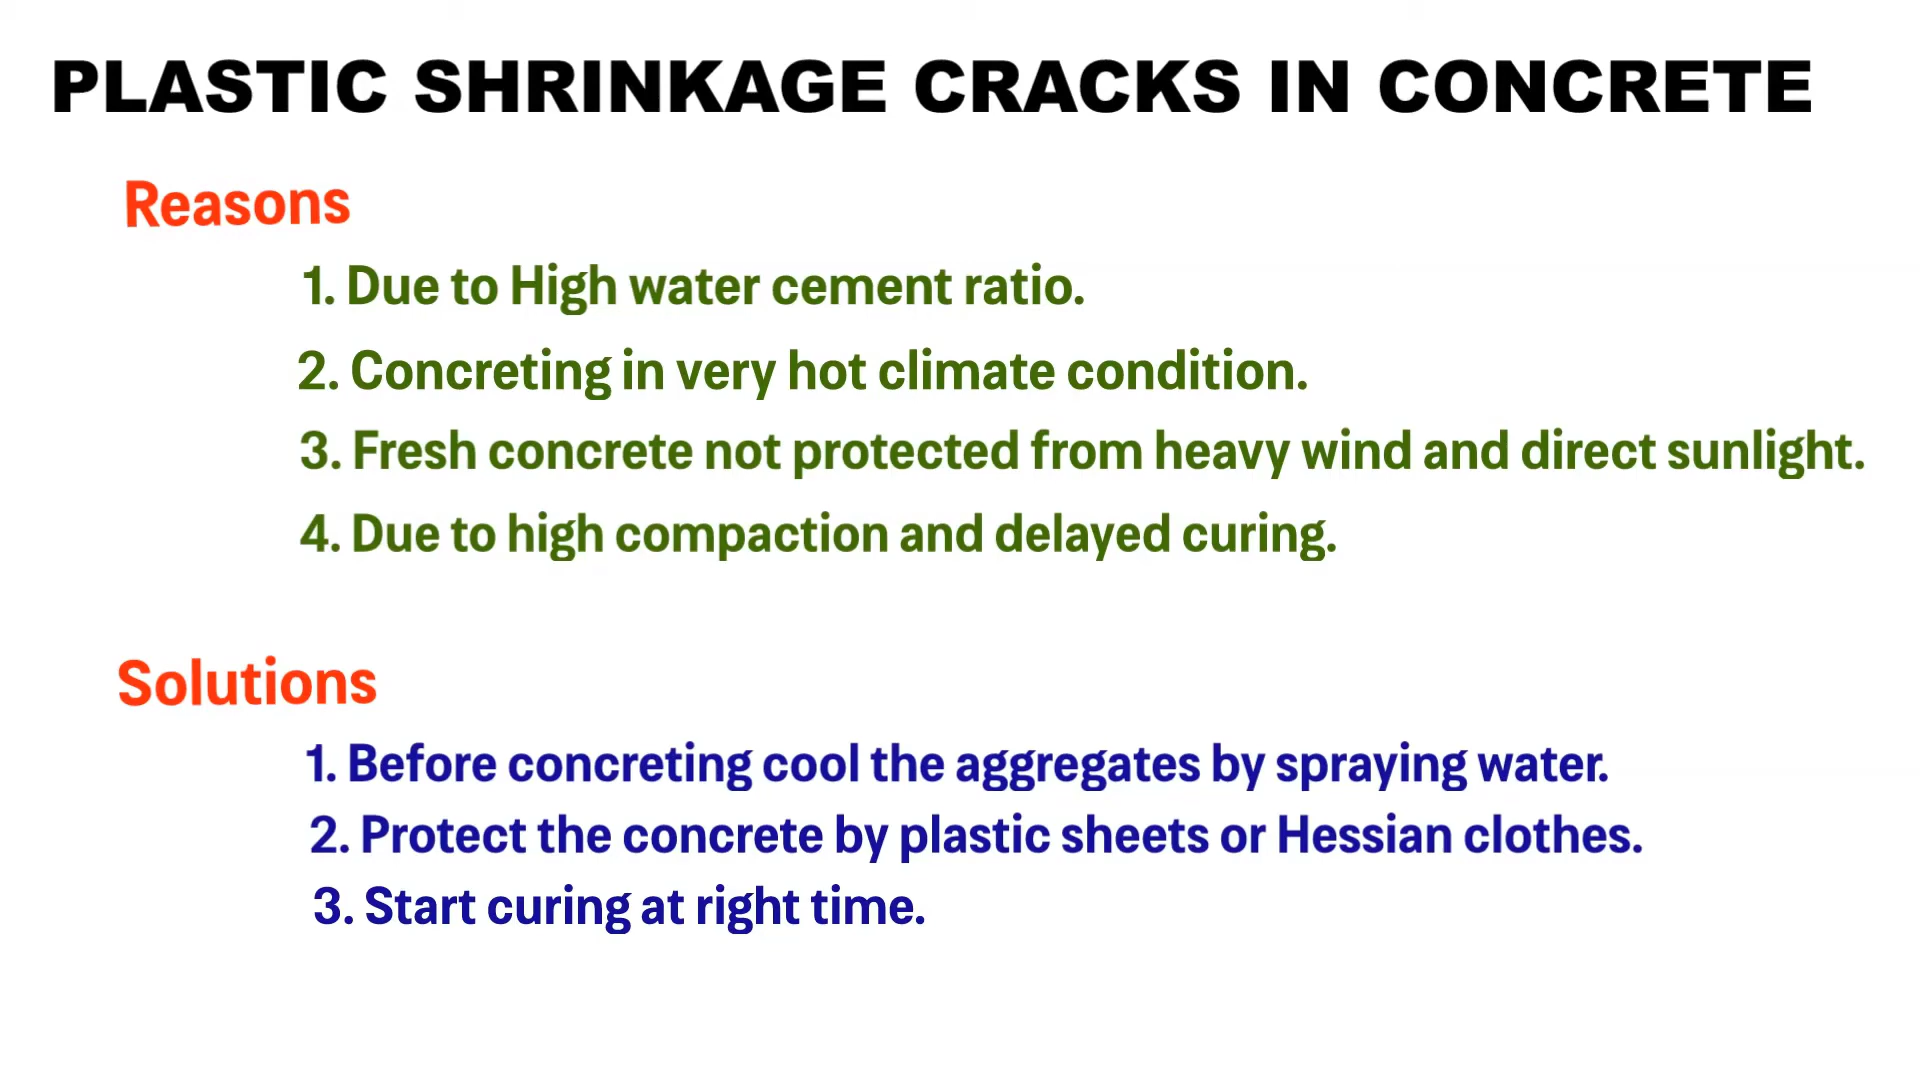 PLASTIC SHRINKAGE CRACKS IN CONCRETE
Reasons
1. Due to High water cement ratio.
2. Concreting in very hot climate condition.
3. Fresh concrete not protected from heavy wind and direct sunlight.
4. Due to high compaction and delayed curing.
Solutions
1. Before concreting cool the aggregates by spraying water.
2. Protect the concrete by plastic sheets or Hessian clothes.
3. Start curing at right time.